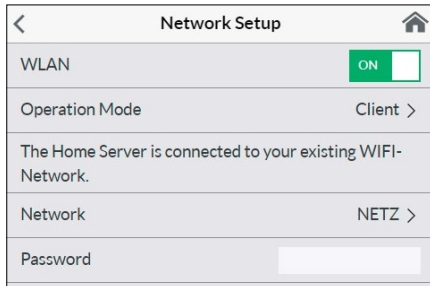 Network Setup
WLAN ON
Operation Mode Client >
The Home Server is connected to your existing WIFI-
Network.
Network NETZ >
Password